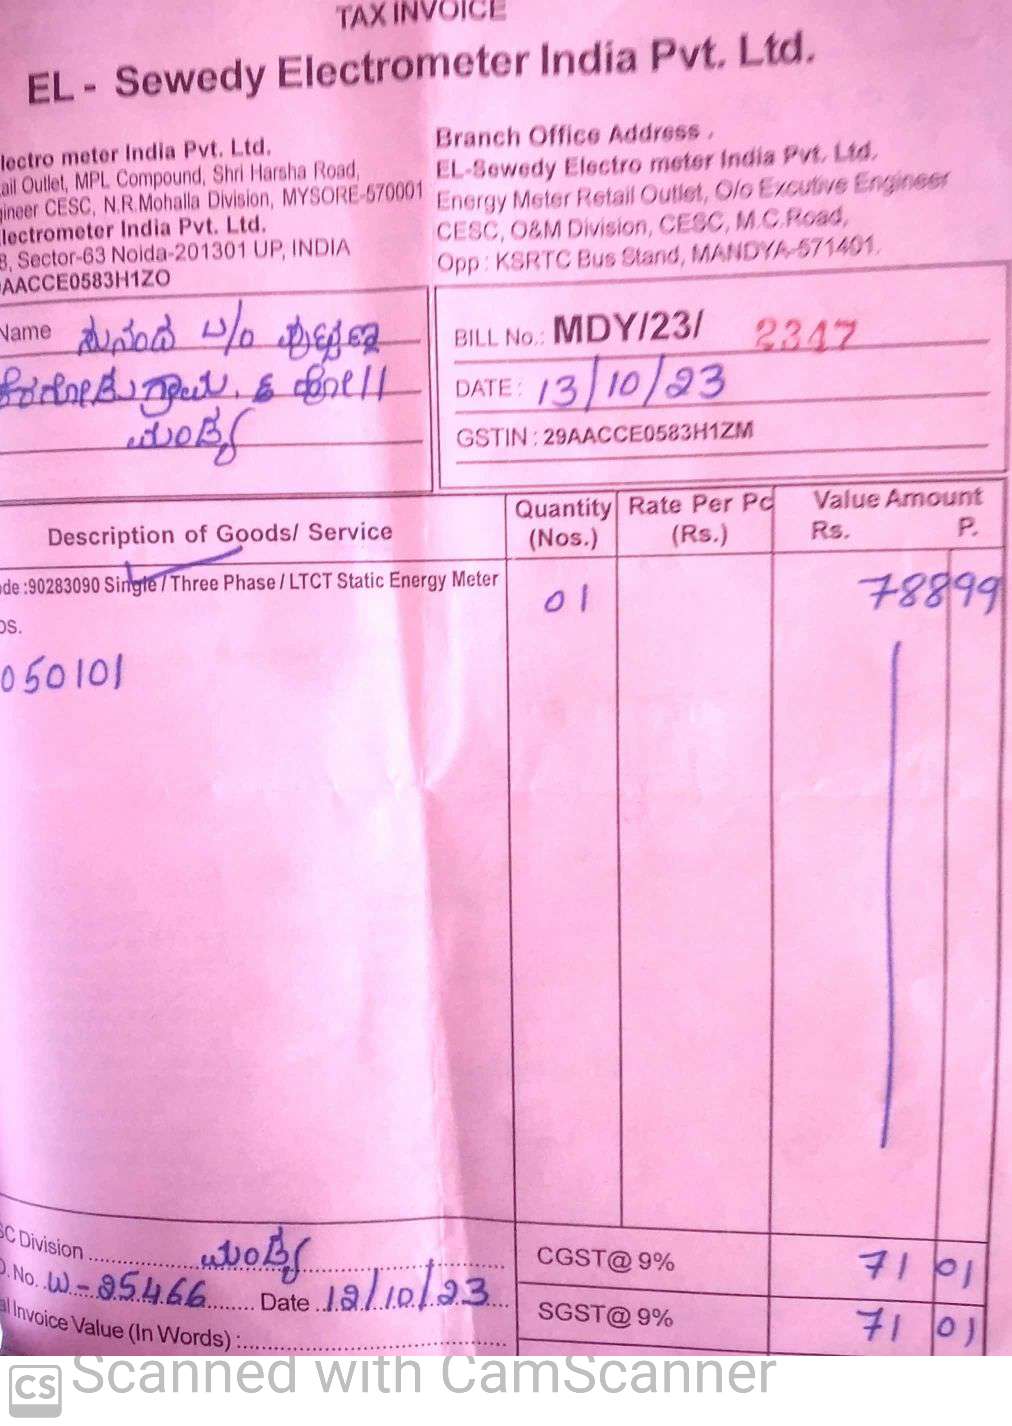 TAX INVOICE
EL - Sewedy Electrometer India Pvt. Ltd.
lectro meter India Pvt. Ltd.
ail Outlet, MPL Compound, Shri Harsha Road,
gineer CESC, N.R.Mohalla Division, MYSORE-570001
lectrometer India Pvt. Ltd.
8, Sector-63 Noida-201301 UP, INDIA
AACCE0583H1ZO
Branch Office Address .
EL-Sewedy Electro meter India Pvt. Ltd.
Energy Meter Retail Outlet, O/o Excutive Engineer
CESC, O&M Division, CESC, M.C.Road,
Opp : KSRTC Bus Stand, MANDYA-571401.
Name
ಮಂಡ್ಯ
BILL No.: MDY/23/ 2347
DATE : 13/10/23
GSTIN : 29AACCE0583H1ZM
Description of Goods/ Service
Quantity (Nos.)
Rate Per Pc (Rs.)
Value Amount
Rs. P.
de :90283090 Single / Three Phase / LTCT Static Energy Meter
01
788 99
os.
050101
SC Division ಮಂಡ್ಯ
No. W-25466 Date 12/10/23
al Invoice Value (In Words) :
CGST@ 9% 71 01
SGST@ 9% 71 01
CS Scanned with CamScanner